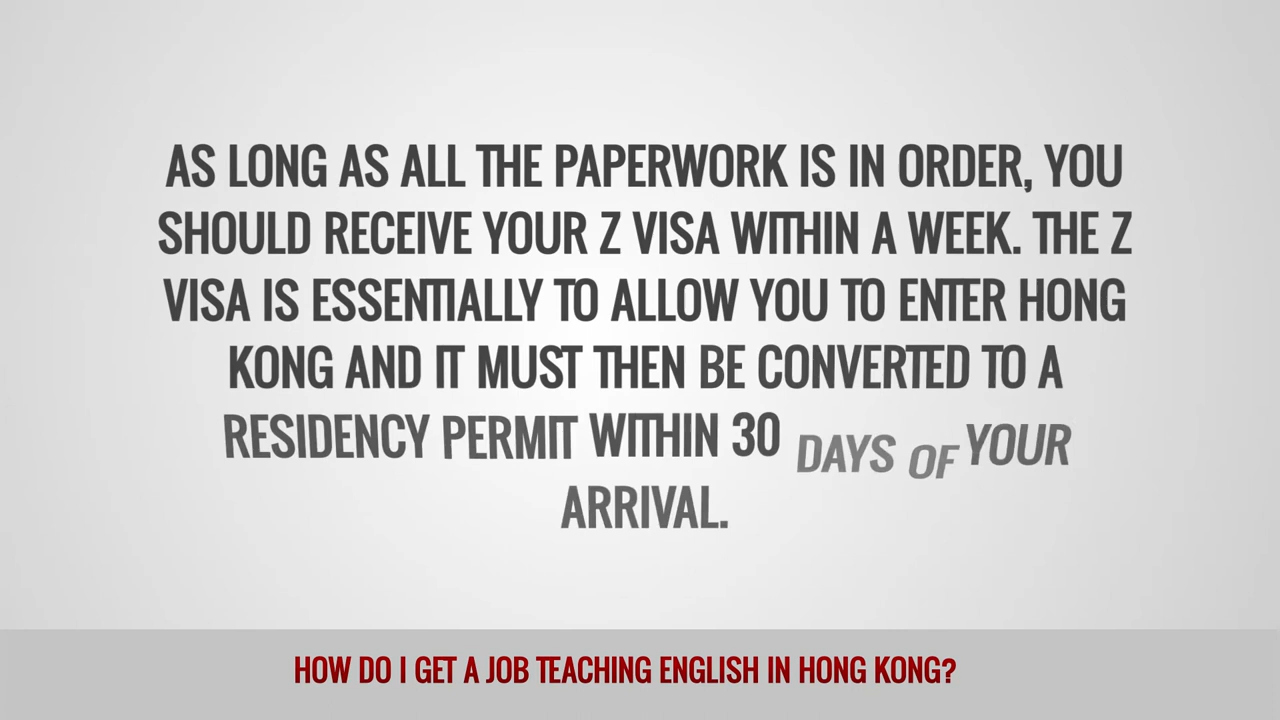 AS LONG AS ALL THE PAPERWORK IS IN ORDER, YOU
SHOULD RECEIVE YOUR Z VISA WITHIN A WEEK. THE Z
VISA IS ESSENTIALLY TO ALLOW YOU TO ENTER HONG
KONG AND IT MUST THEN BE CONVERTED TO A
RESIDENCY PERMIT WITHIN 30 DAYS OF YOUR
ARRIVAL.
HOW DO I GET A JOB TEACHING ENGLISH IN HONG KONG?